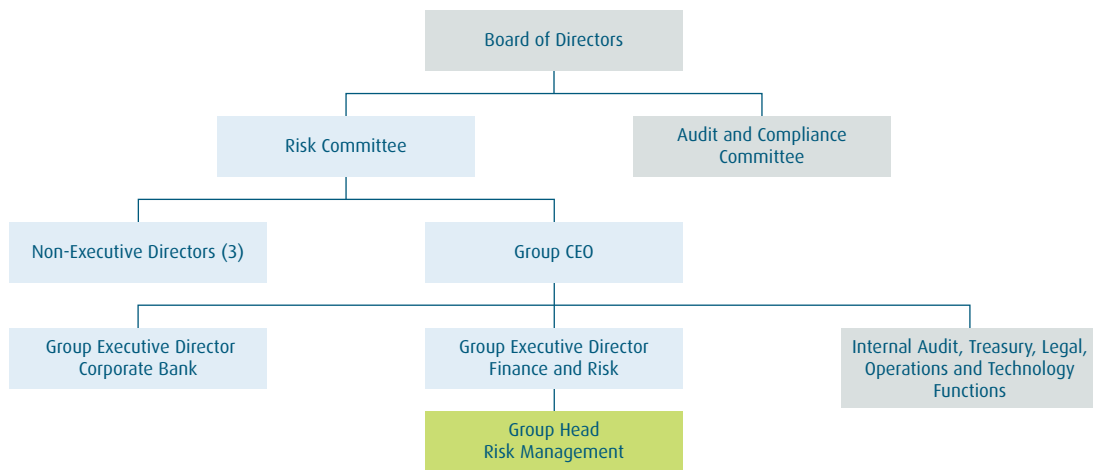 Board of Directors
Risk Committee
Audit and Compliance
Committee
Non-Executive Directors (3)
Group CEO
Group Executive Director
Corporate Bank
Group Executive Director
Finance and Risk
Internal Audit, Treasury, Legal,
Operations and Technology
Functions
Group Head
Risk Management